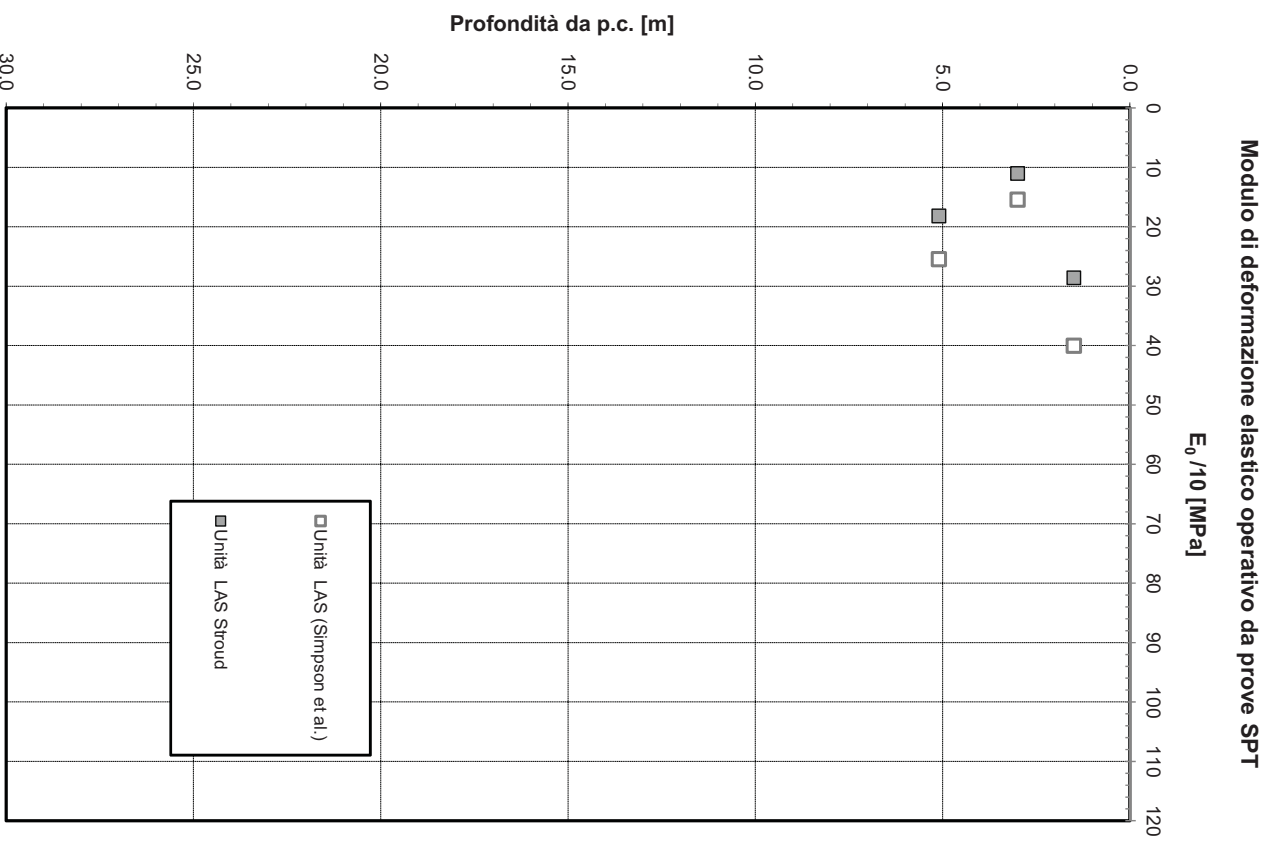 Modulo di deformazione elastico operativo da prove SPT
E₀ /10 [MPa]
0 10 20 30 40 50 60 70 80 90 100 110 120
0.0
5.0
10.0
15.0
20.0
25.0
30.0
Profondità da p.c. [m]
Unità LAS (Simpson et al.)
Unità LAS Stroud